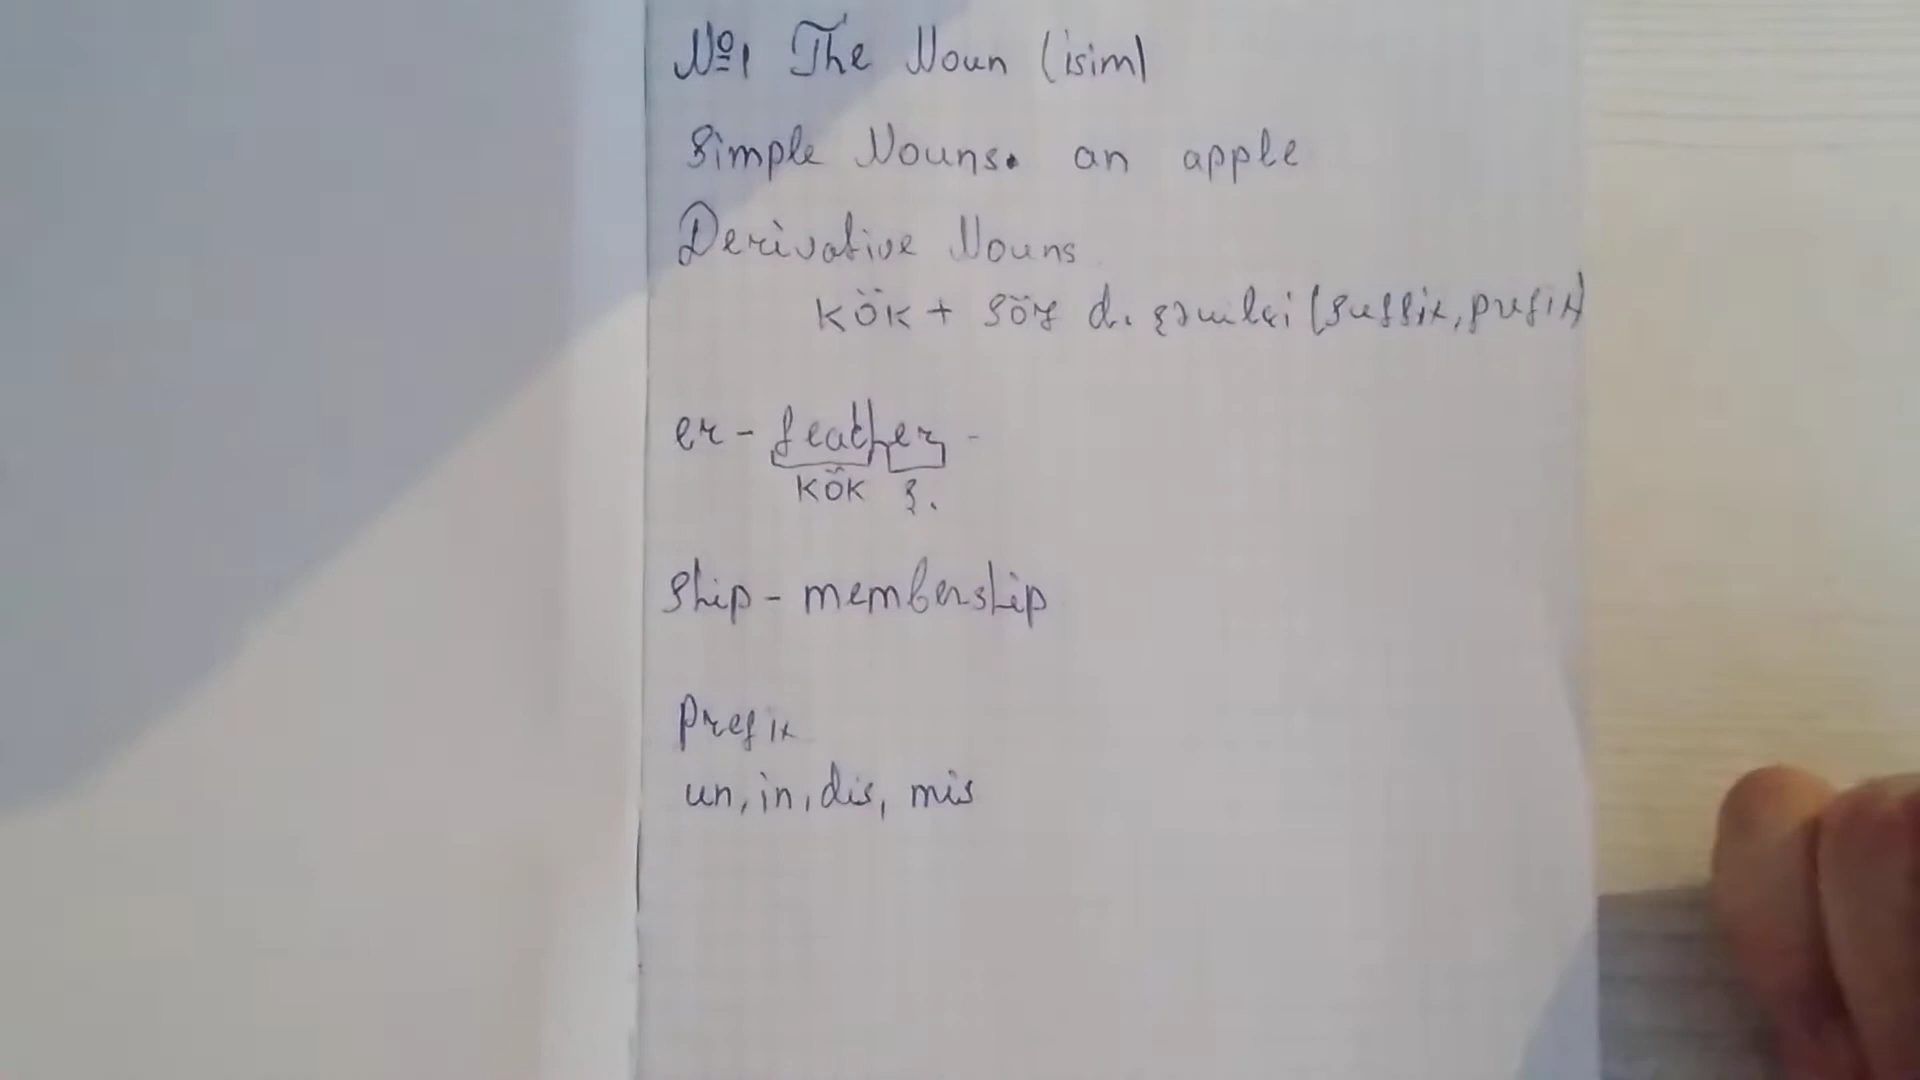 №1 The Noun (isim)
Simple Nouns. an apple
Derivative Nouns
kök + söz d. şəkilçi (suffix, prefix)
er - feather -
kök ş.
ship - membership
prefix
un, in, dis, mis